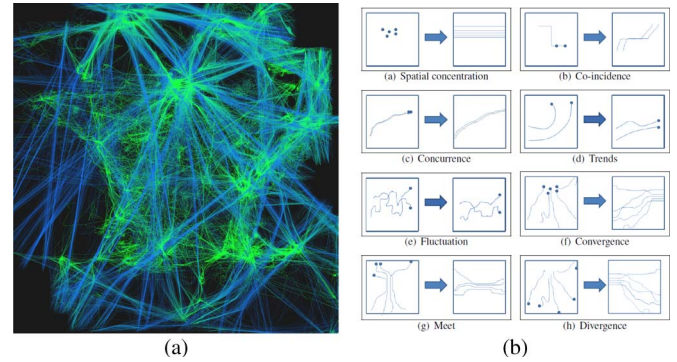 (a) Spatial concentration
(b) Co-incidence
(c) Concurrence
(d) Trends
(e) Fluctuation
(f) Convergence
(g) Meet
(h) Divergence
(a)
(b)